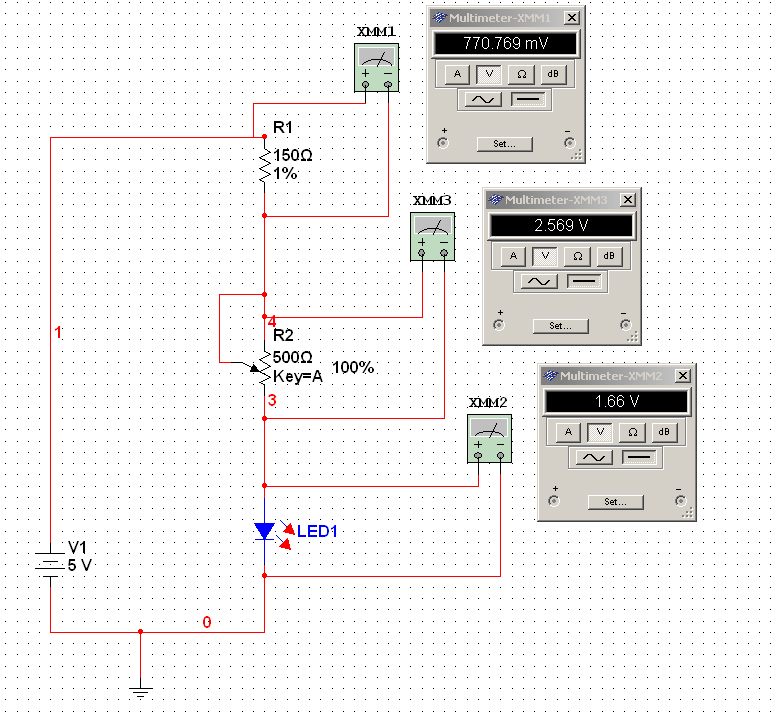 XMM1
Multimeter-XMM1
770.769 mV
A V Ω dB
+ −
Set...
R1
150Ω
1%
XMM3
Multimeter-XMM3
2.569 V
A V Ω dB
+ −
Set...
1
4
R2
500Ω
Key=A
100%
3
XMM2
Multimeter-XMM2
1.66 V
A V Ω dB
+ −
Set...
LED1
V1
5 V
0